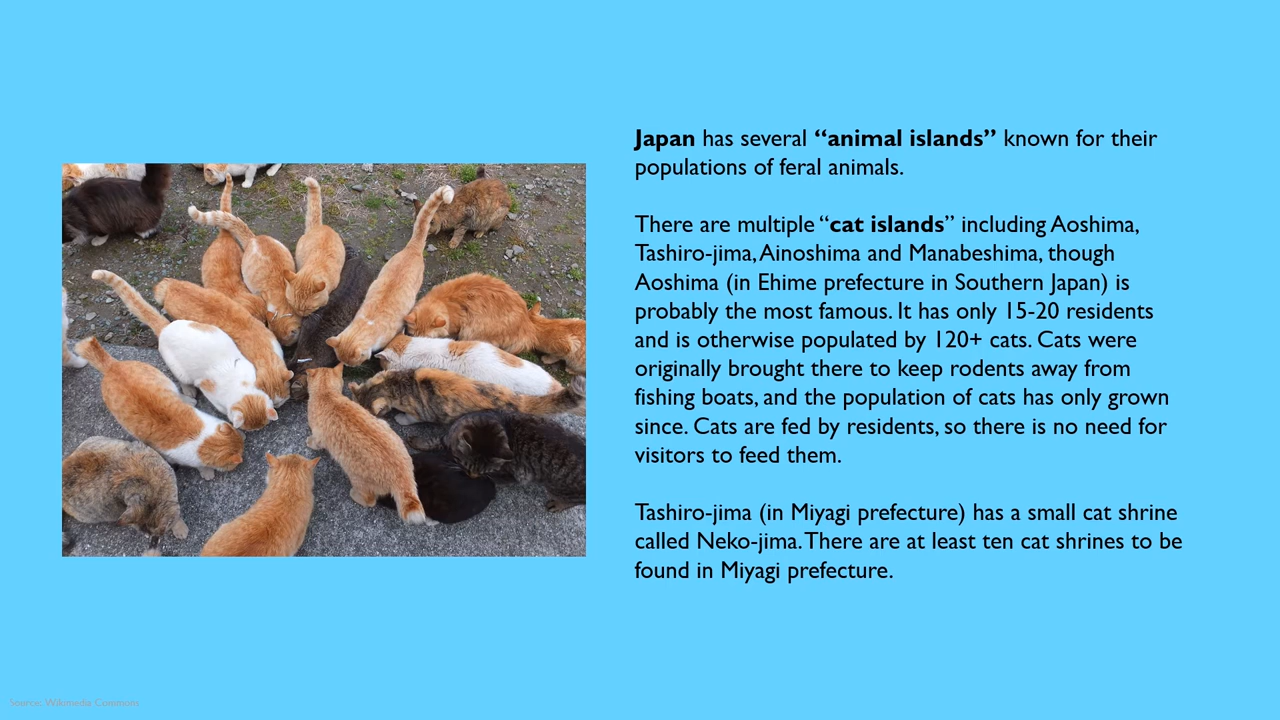 Japan has several “animal islands” known for their
populations of feral animals.
There are multiple “cat islands” including Aoshima,
Tashiro-jima, Ainoshima and Manabeshima, though
Aoshima (in Ehime prefecture in Southern Japan) is
probably the most famous. It has only 15-20 residents
and is otherwise populated by 120+ cats. Cats were
originally brought there to keep rodents away from
fishing boats, and the population of cats has only grown
since. Cats are fed by residents, so there is no need for
visitors to feed them.
Tashiro-jima (in Miyagi prefecture) has a small cat shrine
called Neko-jima. There are at least ten cat shrines to be
found in Miyagi prefecture.
Source: Wikimedia Commons